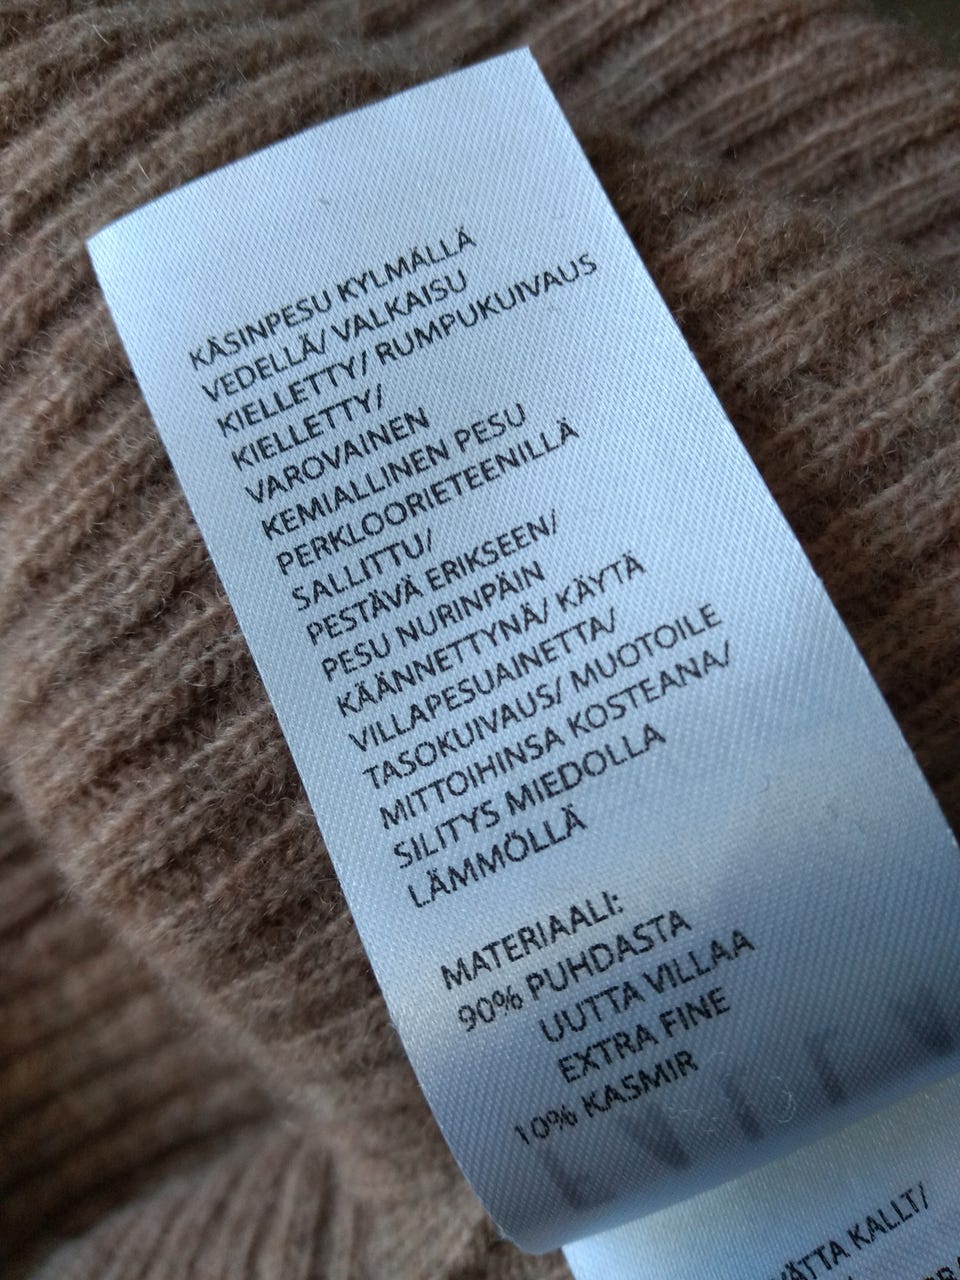 KÄSINPESU KYLMÄLLÄ
VEDELLÄ/ VALKAISU
KIELLETTY/ RUMPUKUIVAUS
KIELLETTY/
VAROVAINEN
KEMIALLINEN PESU
PERKLOORIETEENILLÄ
SALLITTU/
PESTÄVÄ ERIKSEEN/
PESU NURINPÄIN
KÄÄNNETTYNÄ/ KÄYTÄ
VILLAPESUAINETTA/
TASOKUIVAUS/ MUOTOILE
MITTOIHINSA KOSTEANA/
SILITYS MIEDOLLA
LÄMMÖLLÄ
MATERIAALI:
90% PUHDASTA
UUTTA VILLAA
EXTRA FINE
10% KASMIR
KALLT/